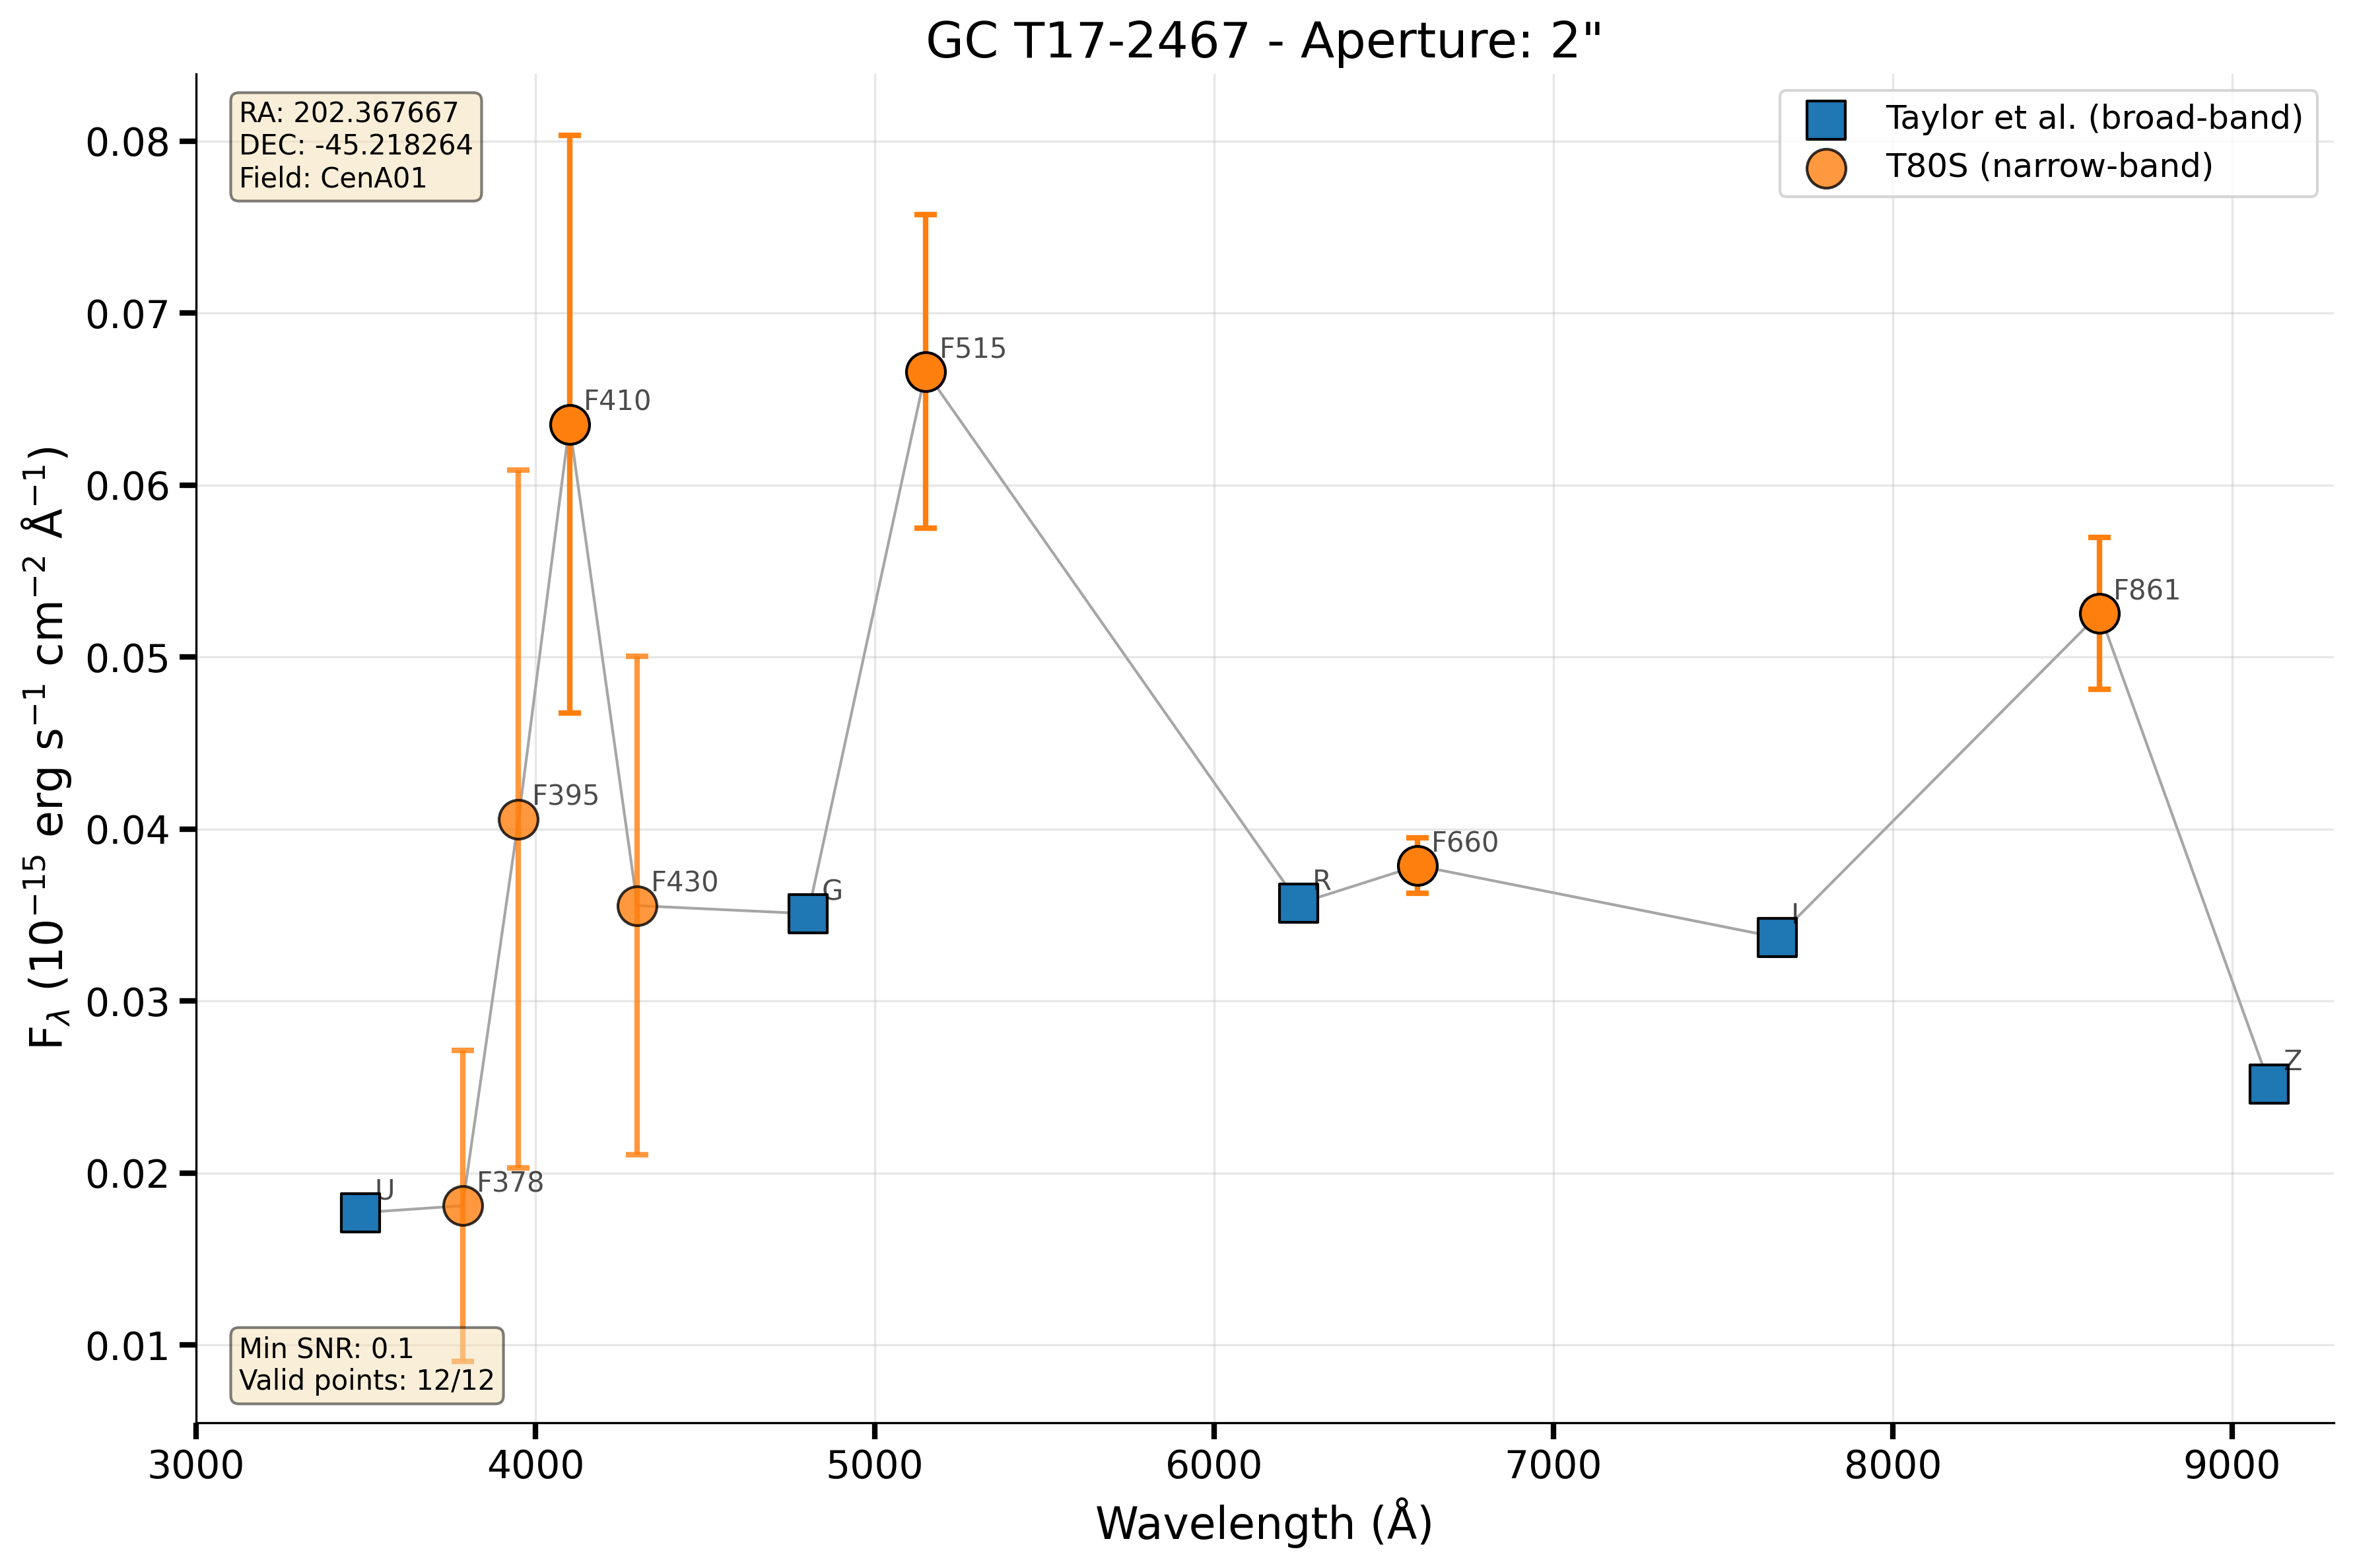 GC T17-2467 - Aperture: 2"
RA: 202.367667
DEC: -45.218264
Field: CenA01
Taylor et al. (broad-band)
T80S (narrow-band)
0.08
0.07
0.06
0.05
0.04
0.03
0.02
0.01
F_λ (10⁻¹⁵ erg s⁻¹ cm⁻² Å⁻¹)
U
F378
F395
F410
F430
G
F515
R
F660
I
F861
Z
Min SNR: 0.1
Valid points: 12/12
3000 4000 5000 6000 7000 8000 9000
Wavelength (Å)